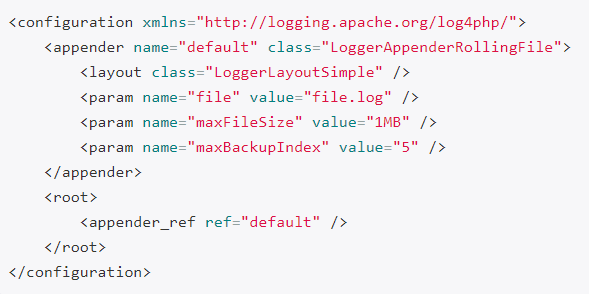 <configuration xmlns="http://logging.apache.org/log4php/">
    <appender name="default" class="LoggerAppenderRollingFile">
        <layout class="LoggerLayoutSimple" />
        <param name="file" value="file.log" />
        <param name="maxFileSize" value="1MB" />
        <param name="maxBackupIndex" value="5" />
    </appender>
    <root>
        <appender_ref ref="default" />
    </root>
</configuration>